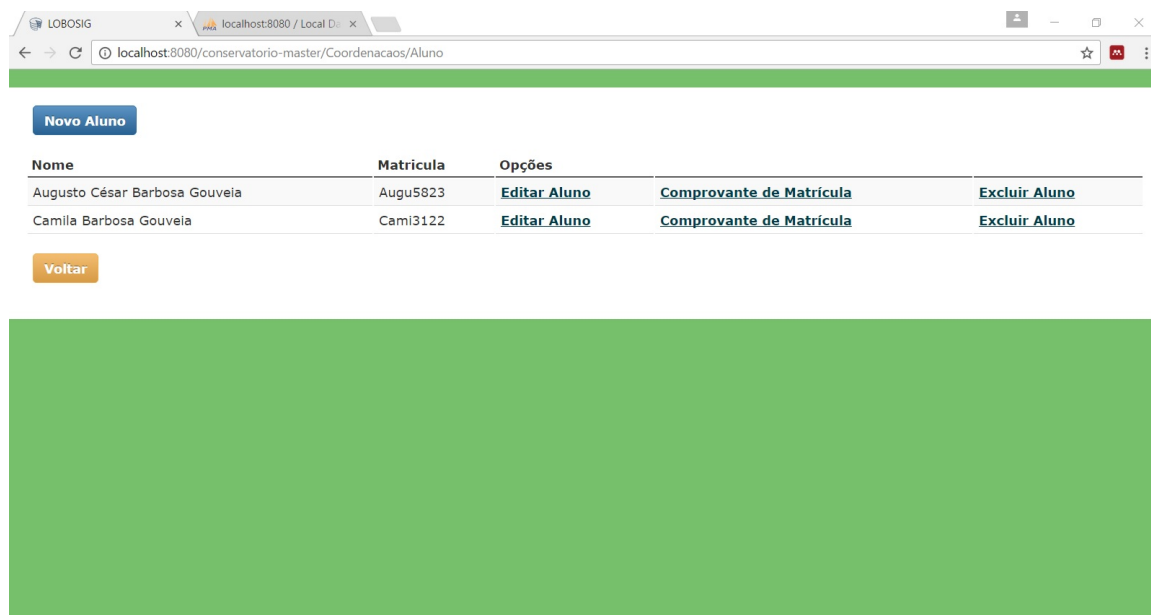 LOBOSIG
localhost:8080 / Local Da
localhost:8080/conservatorio-master/Coordenacaos/Aluno
Novo Aluno
Nome Matricula Opções
Augusto César Barbosa Gouveia Augu5823 Editar Aluno Comprovante de Matrícula Excluir Aluno
Camila Barbosa Gouveia Cami3122 Editar Aluno Comprovante de Matrícula Excluir Aluno
Voltar